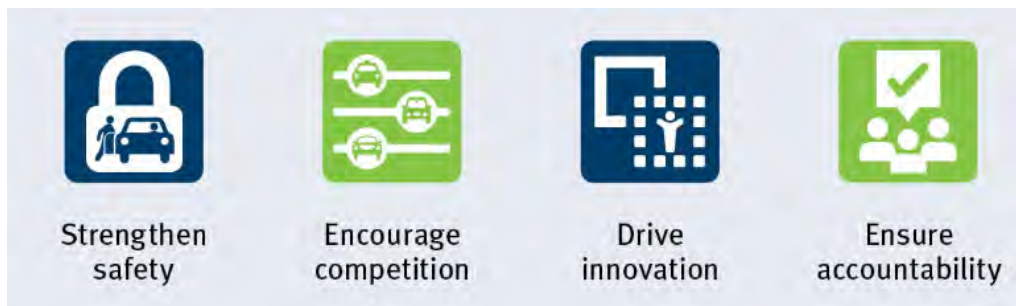 Strengthen
safety
Encourage
competition
Drive
innovation
Ensure
accountability